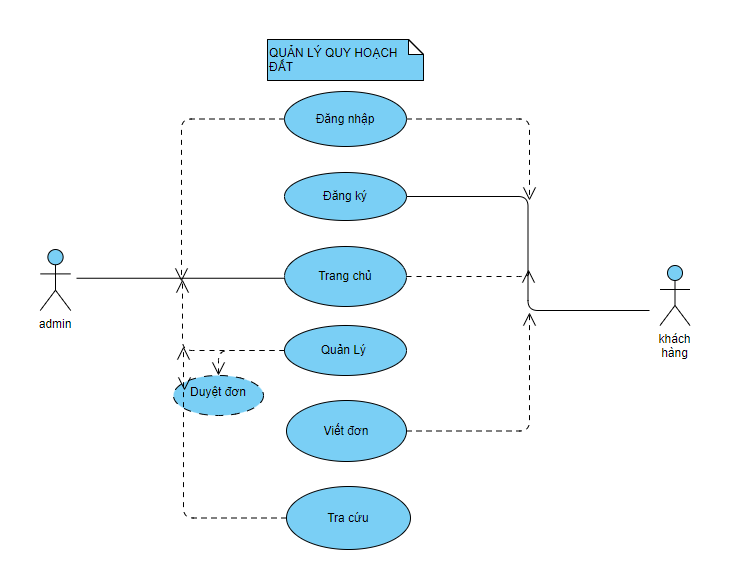 QUẢN LÝ QUY HOẠCH
ĐẤT
Đăng nhập
Đăng ký
Trang chủ
admin
khách
hàng
Quản Lý
Duyệt đơn
Viết đơn
Tra cứu